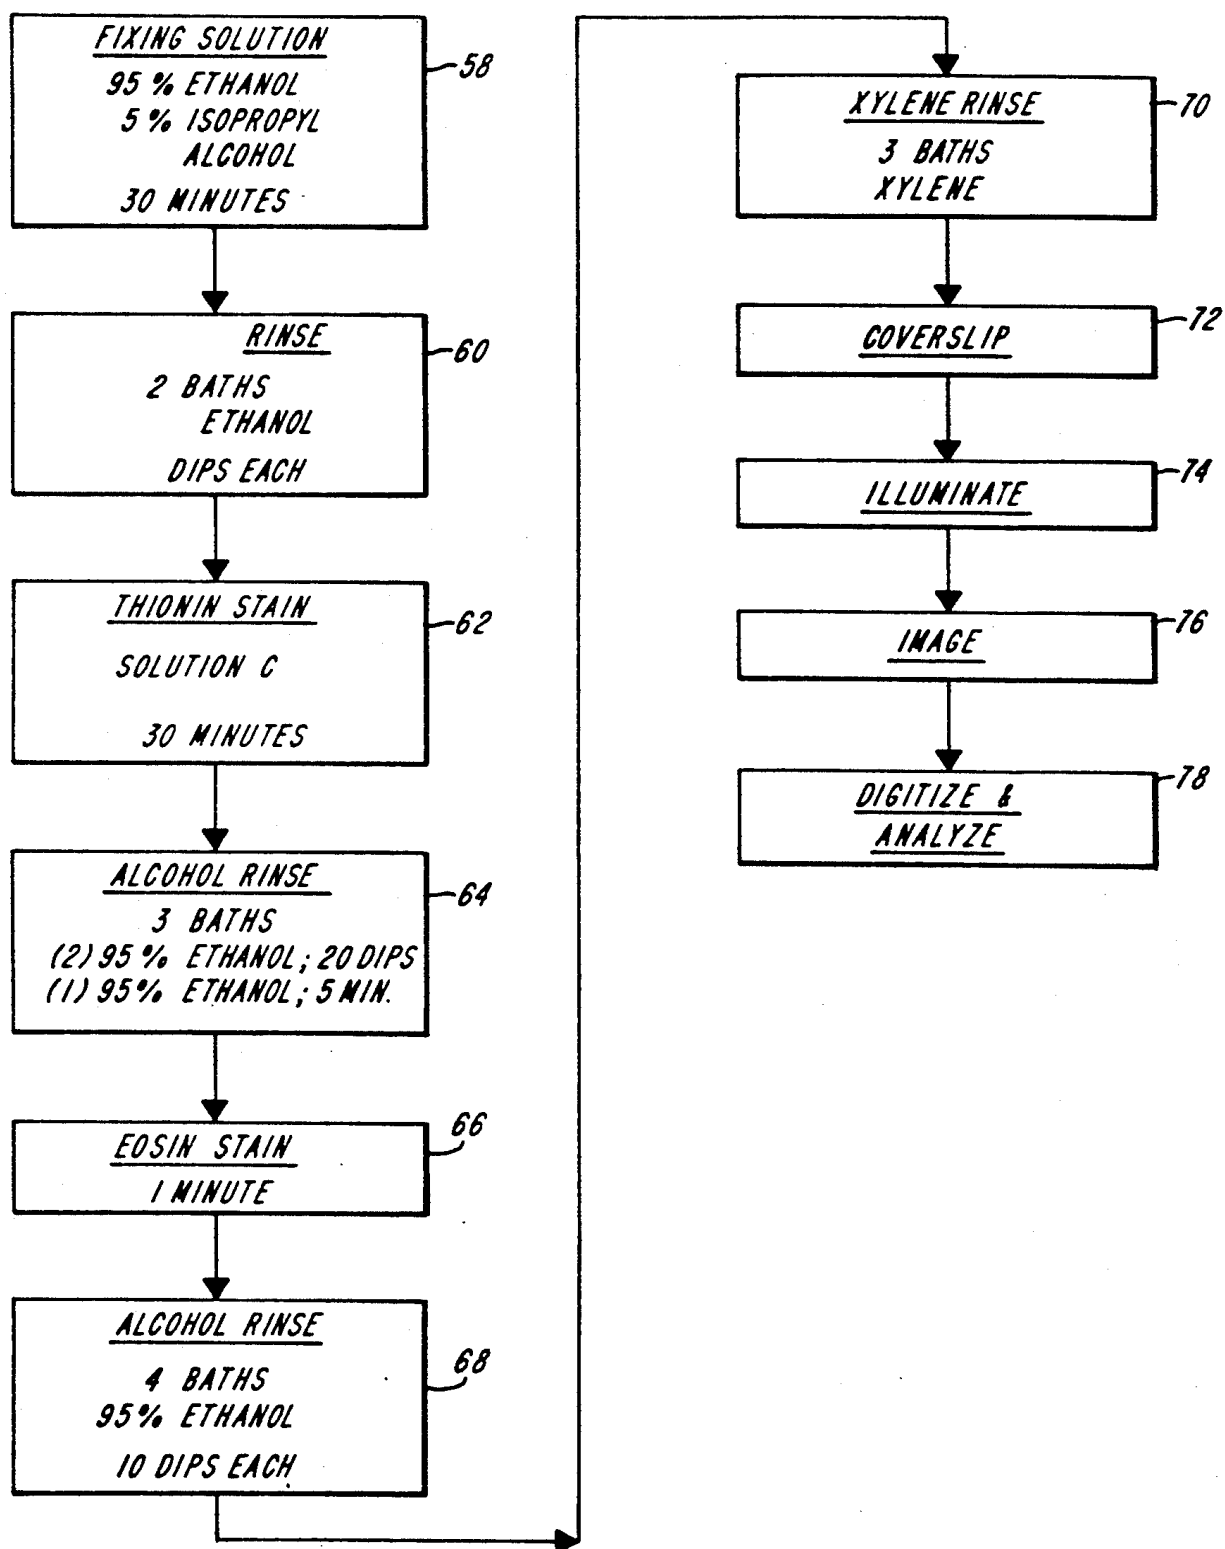 FIXING SOLUTION
95% ETHANOL
5% ISOPROPYL
ALCOHOL
30 MINUTES
58
RINSE
2 BATHS
ETHANOL
DIPS EACH
60
THIONIN STAIN
SOLUTION C
30 MINUTES
62
ALCOHOL RINSE
3 BATHS
(2) 95% ETHANOL; 20 DIPS
(1) 95% ETHANOL; 5 MIN.
64
EOSIN STAIN
1 MINUTE
66
ALCOHOL RINSE
4 BATHS
95% ETHANOL
10 DIPS EACH
68
XYLENE RINSE
3 BATHS
XYLENE
70
COVERSLIP
72
ILLUMINATE
74
IMAGE
76
DIGITIZE &
ANALYZE
78